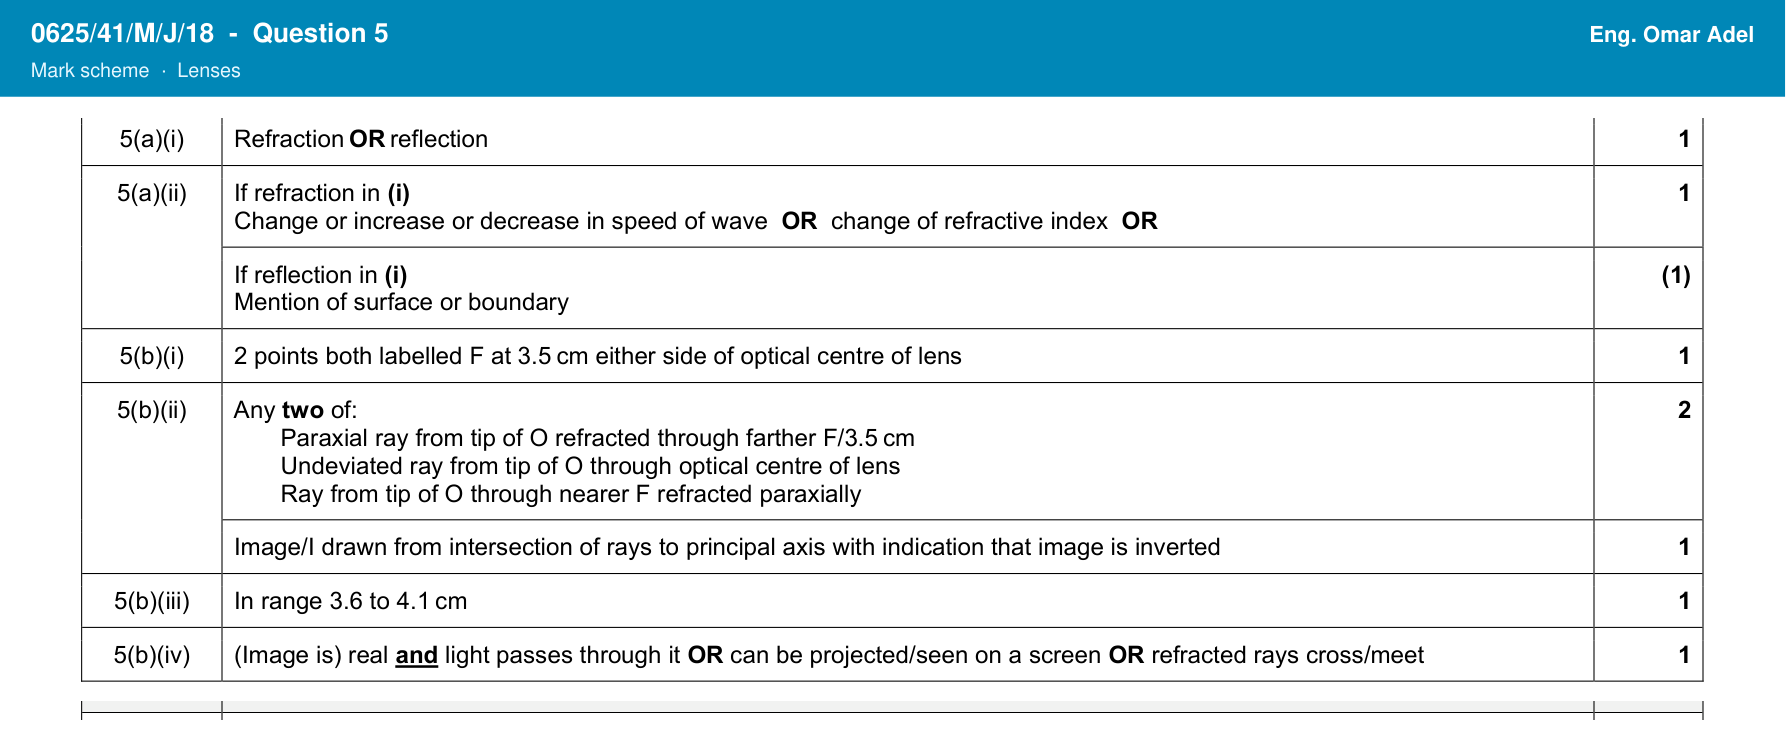 0625/41/M/J/18 - Question 5
Eng. Omar Adel
Mark scheme · Lenses
5(a)(i) Refraction OR reflection 1
5(a)(ii) If refraction in (i) 1
Change or increase or decrease in speed of wave OR change of refractive index OR
If reflection in (i) (1)
Mention of surface or boundary
5(b)(i) 2 points both labelled F at 3.5 cm either side of optical centre of lens 1
5(b)(ii) Any two of: 2
Paraxial ray from tip of O refracted through farther F/3.5 cm
Undeviated ray from tip of O through optical centre of lens
Ray from tip of O through nearer F refracted paraxially
Image/I drawn from intersection of rays to principal axis with indication that image is inverted 1
5(b)(iii) In range 3.6 to 4.1 cm 1
5(b)(iv) (Image is) real and light passes through it OR can be projected/seen on a screen OR refracted rays cross/meet 1